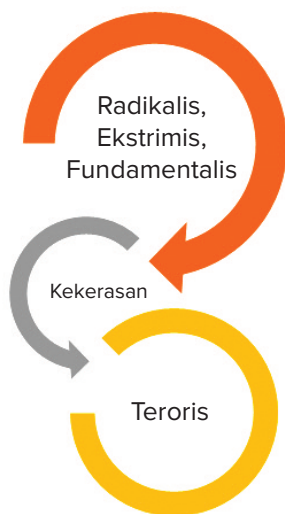 Radikalis,
Ekstrimis,
Fundamentalis
Kekerasan
Teroris